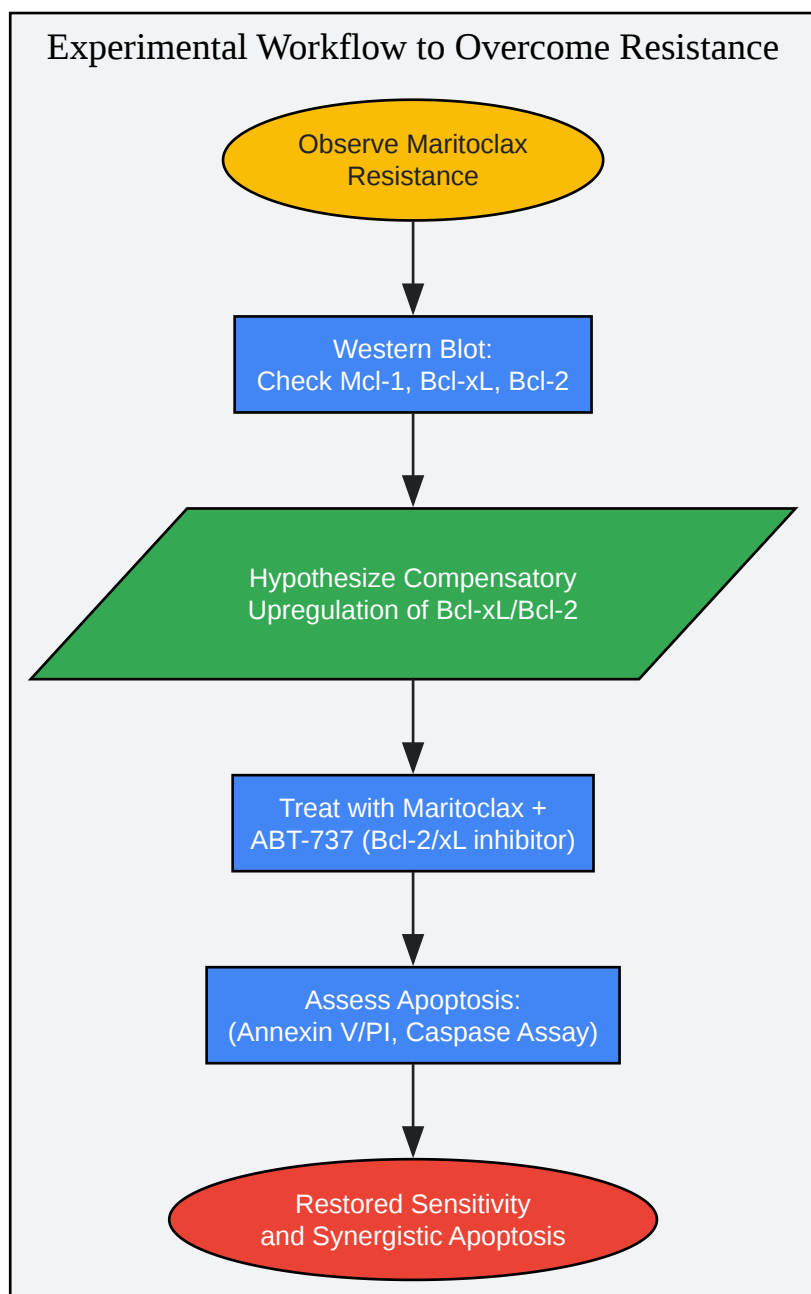 Experimental Workflow to Overcome Resistance
Observe Maritoclax
Resistance
Western Blot:
Check Mcl-1, Bcl-xL, Bcl-2
Hypothesize Compensatory
Upregulation of Bcl-xL/Bcl-2
Treat with Maritoclax +
ABT-737 (Bcl-2/xL inhibitor)
Assess Apoptosis:
(Annexin V/PI, Caspase Assay)
Restored Sensitivity
and Synergistic Apoptosis